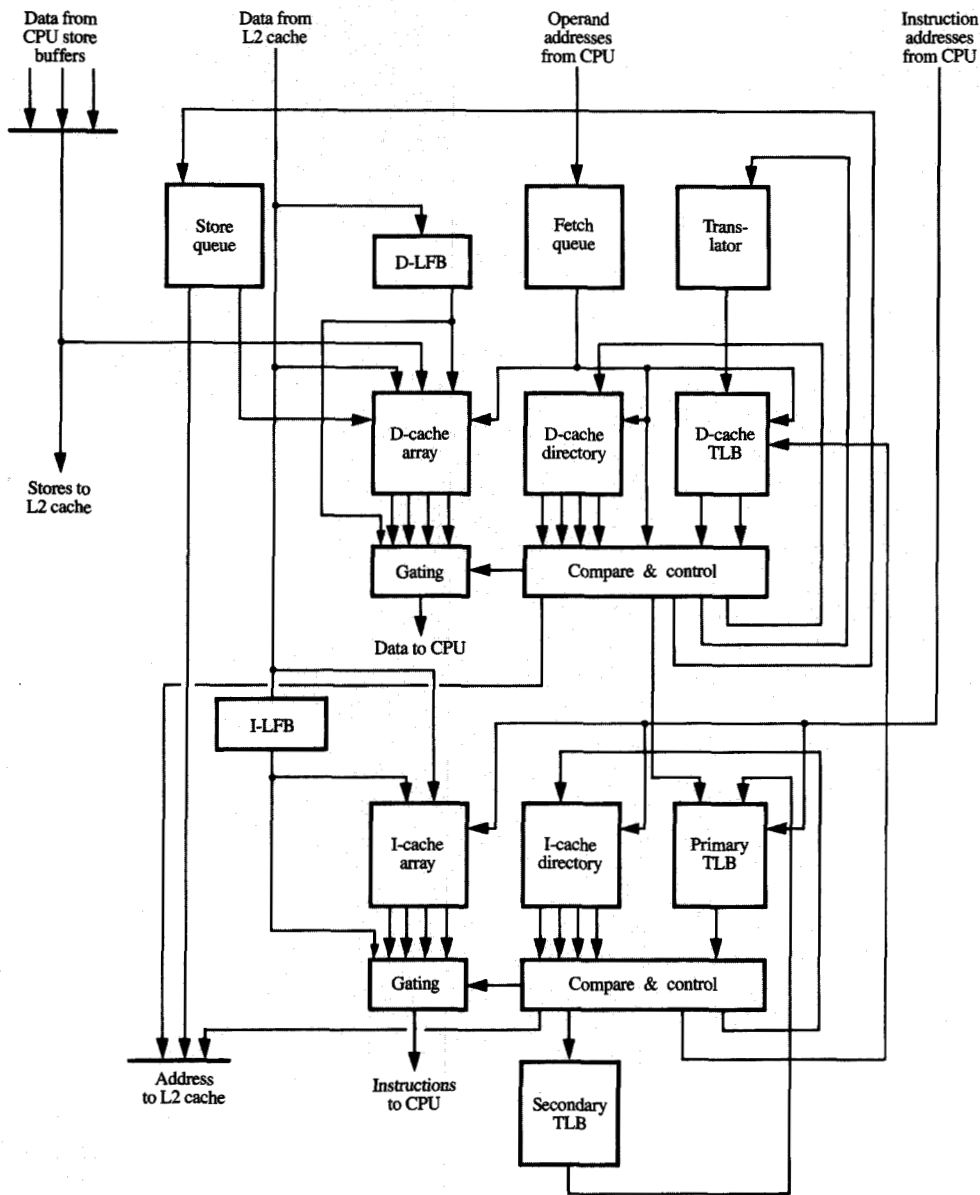 Data from
CPU store
buffers
Data from
L2 cache
Operand
addresses
from CPU
Instruction
addresses
from CPU
Store
queue
D-LFB
Fetch
queue
Trans-
lator
D-cache
array
D-cache
directory
D-cache
TLB
Stores to
L2 cache
Gating
Compare & control
Data to CPU
I-LFB
I-cache
array
I-cache
directory
Primary
TLB
Gating
Compare & control
Address
to L2 cache
Instructions
to CPU
Secondary
TLB